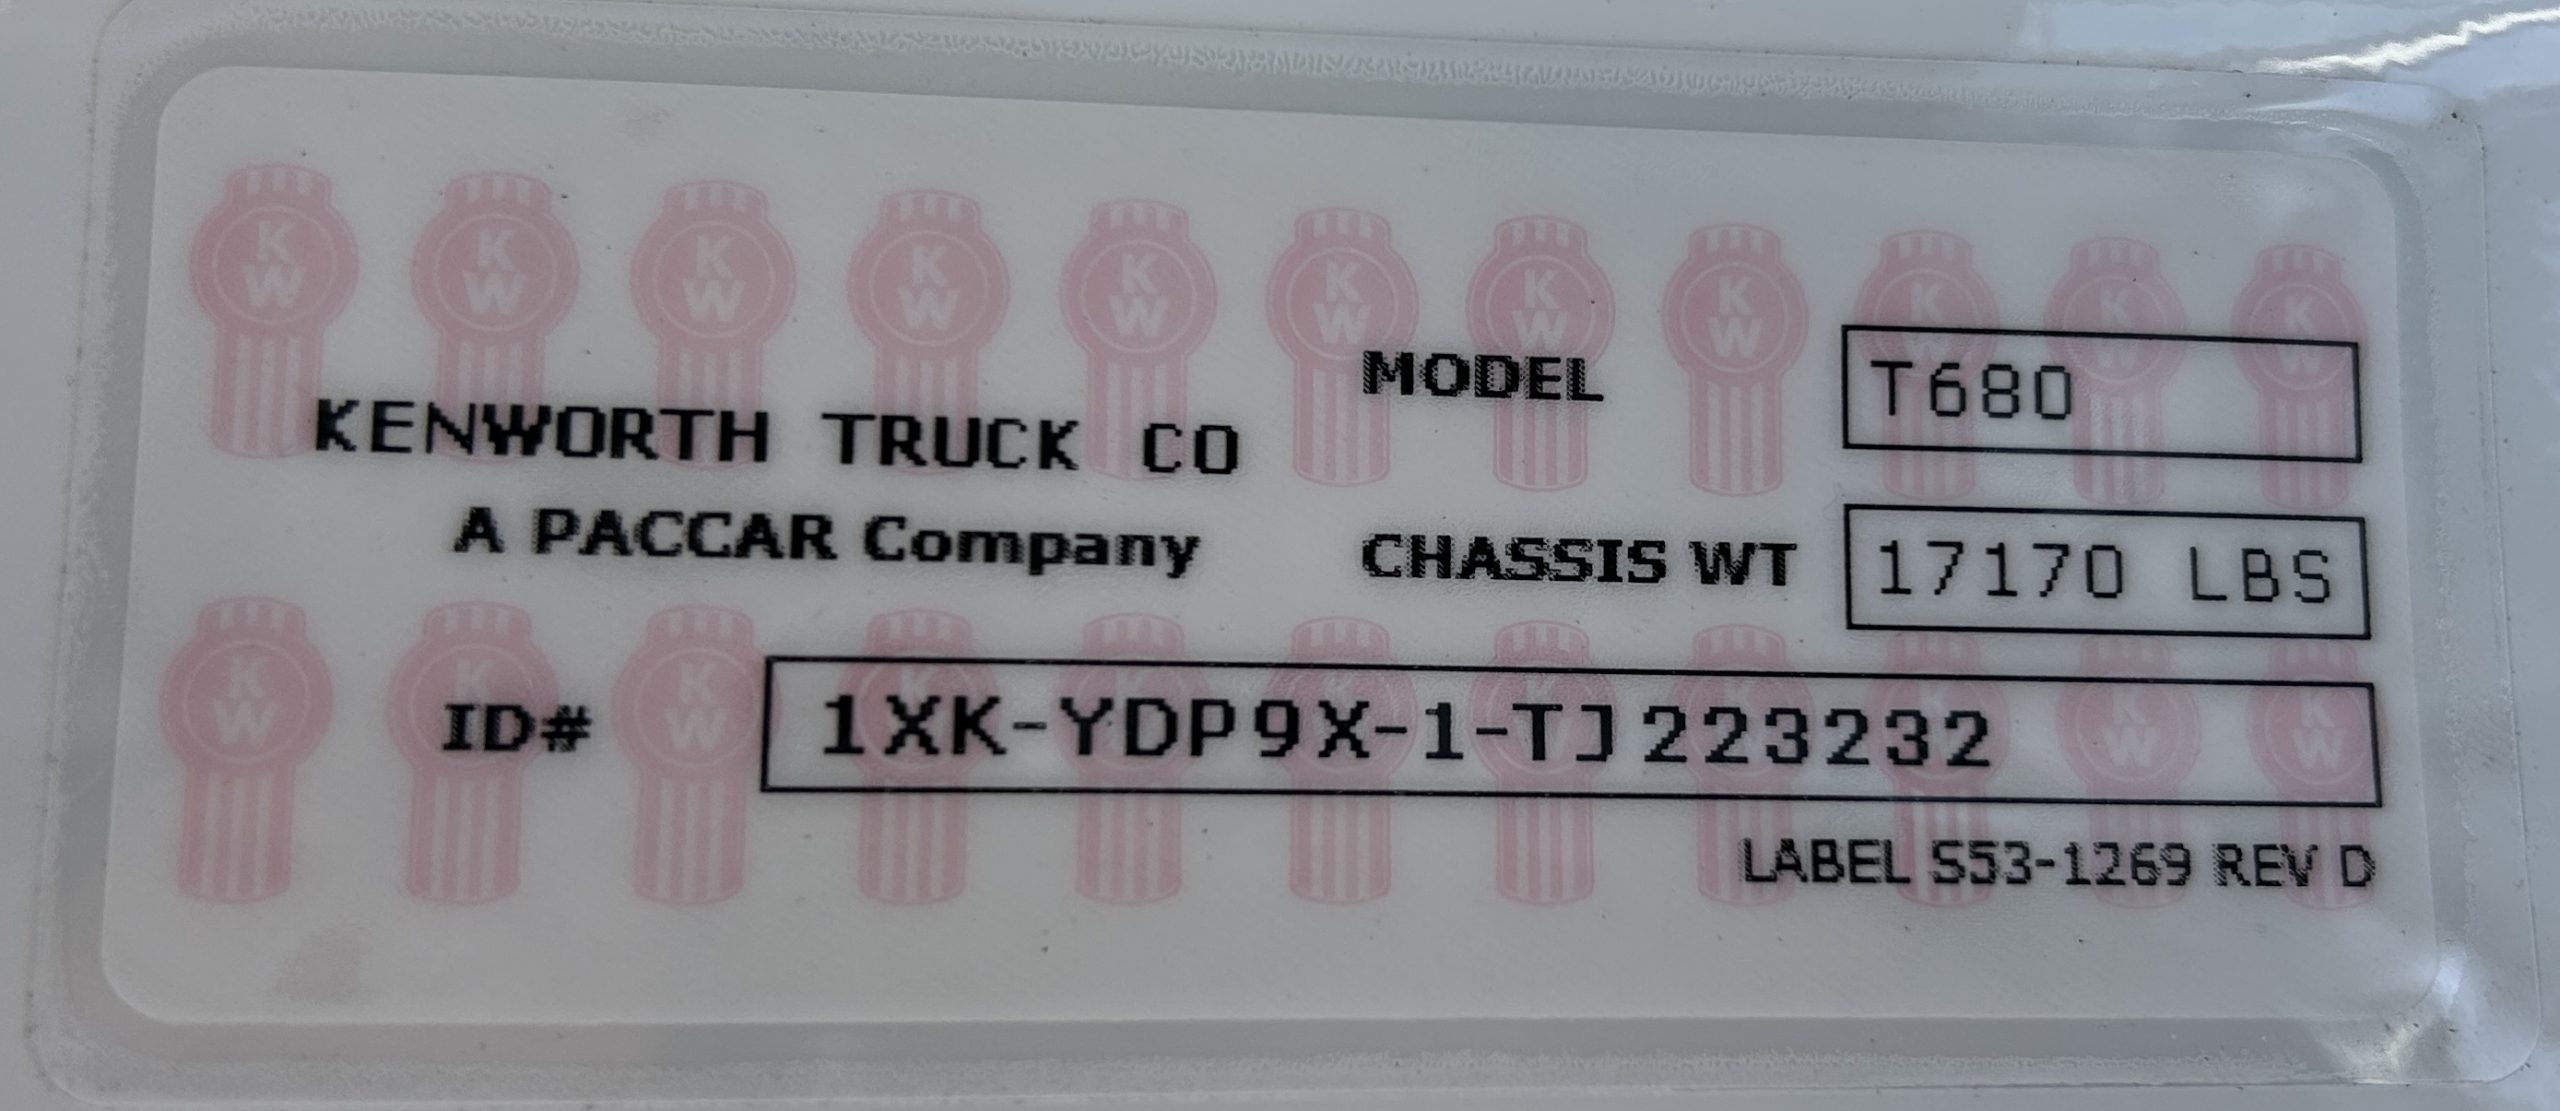 KENWORTH TRUCK CO
A PACCAR Company
MODEL T680
CHASSIS WT 17170 LBS
ID# 1XK-YDP9X-1-TJ223232
LABEL S53-1269 REV D